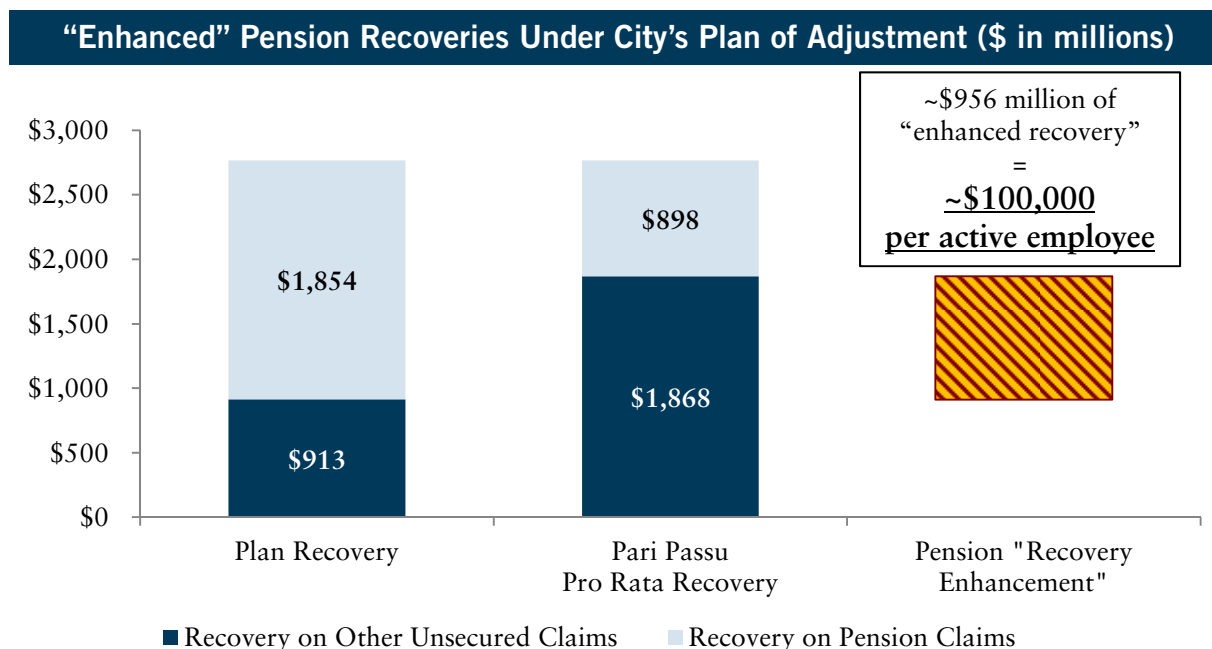 “Enhanced” Pension Recoveries Under City’s Plan of Adjustment ($ in millions)
~$956 million of
“enhanced recovery”
=
~$100,000
per active employee
$3,000
$2,500
$2,000
$1,500
$1,000
$500
$0
$1,854
$913
$898
$1,868
Plan Recovery
Pari Passu
Pro Rata Recovery
Pension "Recovery
Enhancement"
Recovery on Other Unsecured Claims
Recovery on Pension Claims